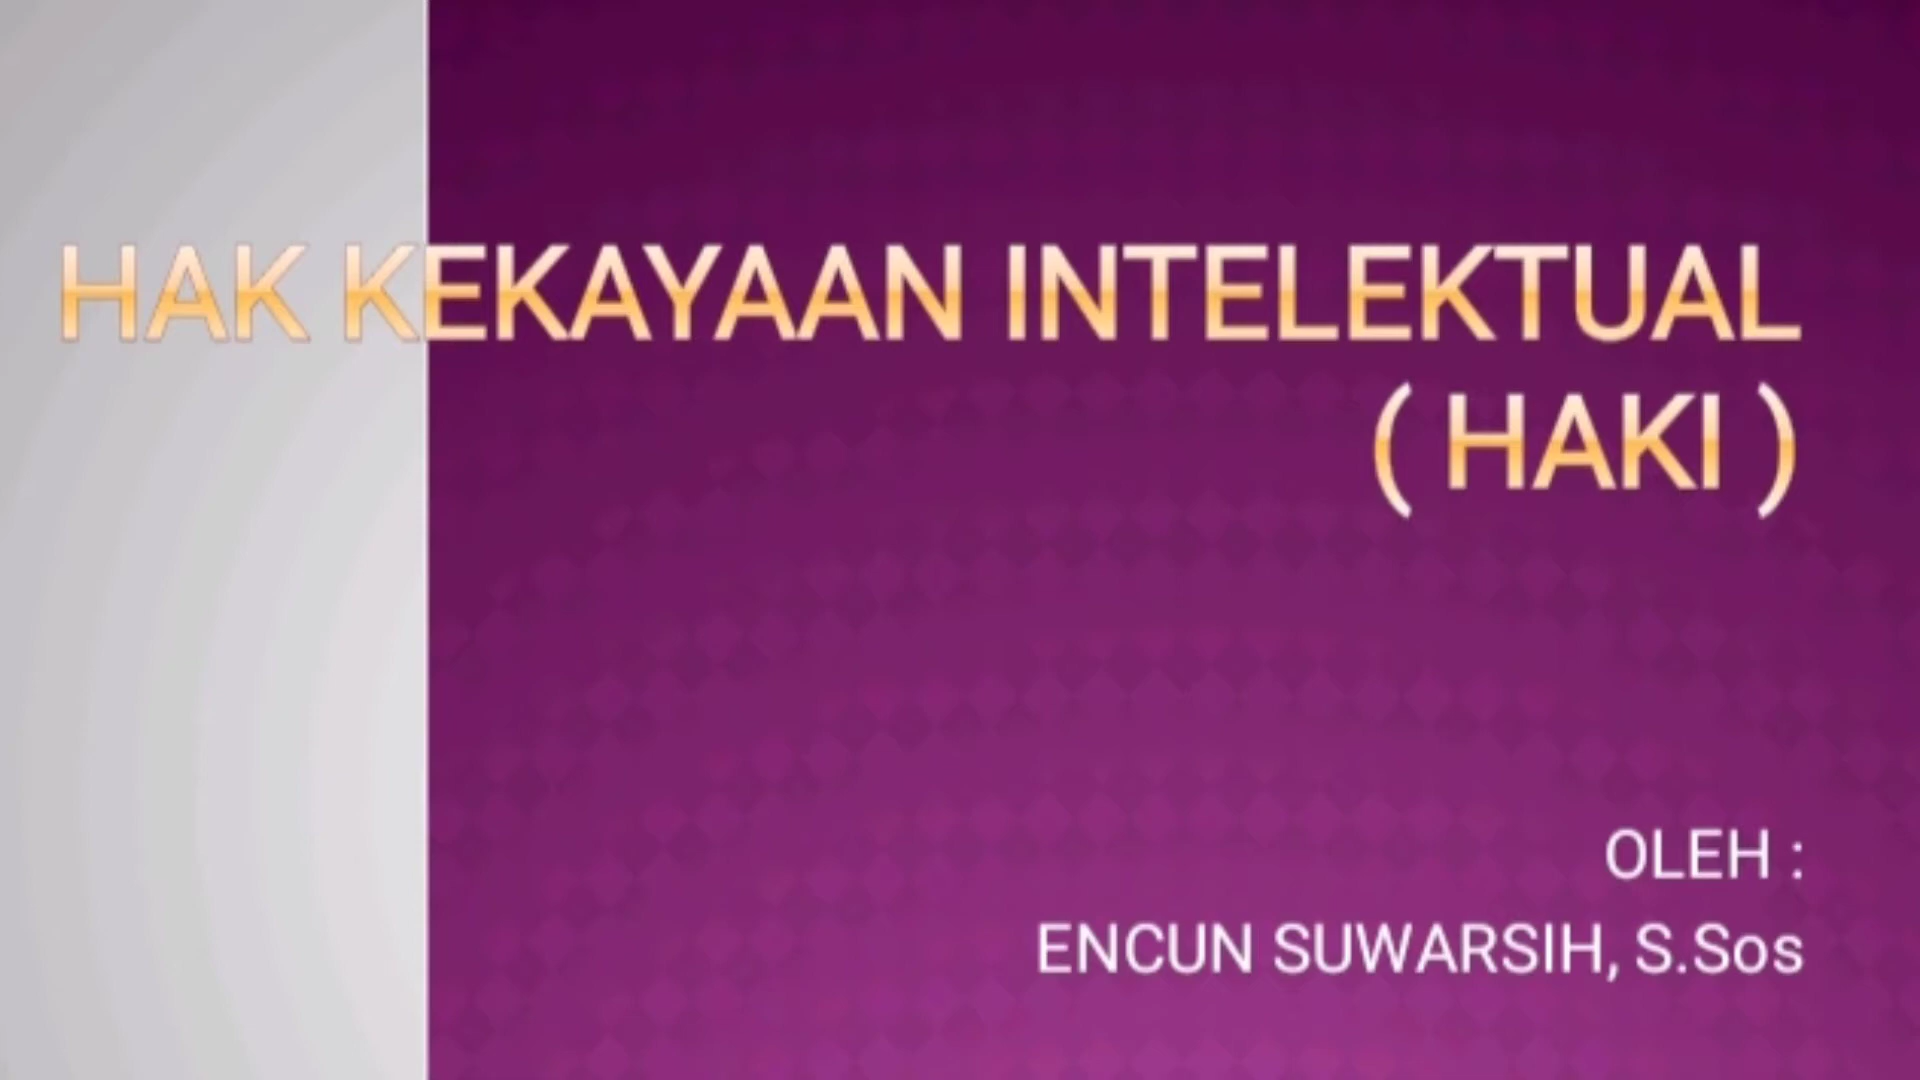 HAK KEKAYAAN INTELEKTUAL
( HAKI )
OLEH :
ENCUN SUWARSIH, S.Sos